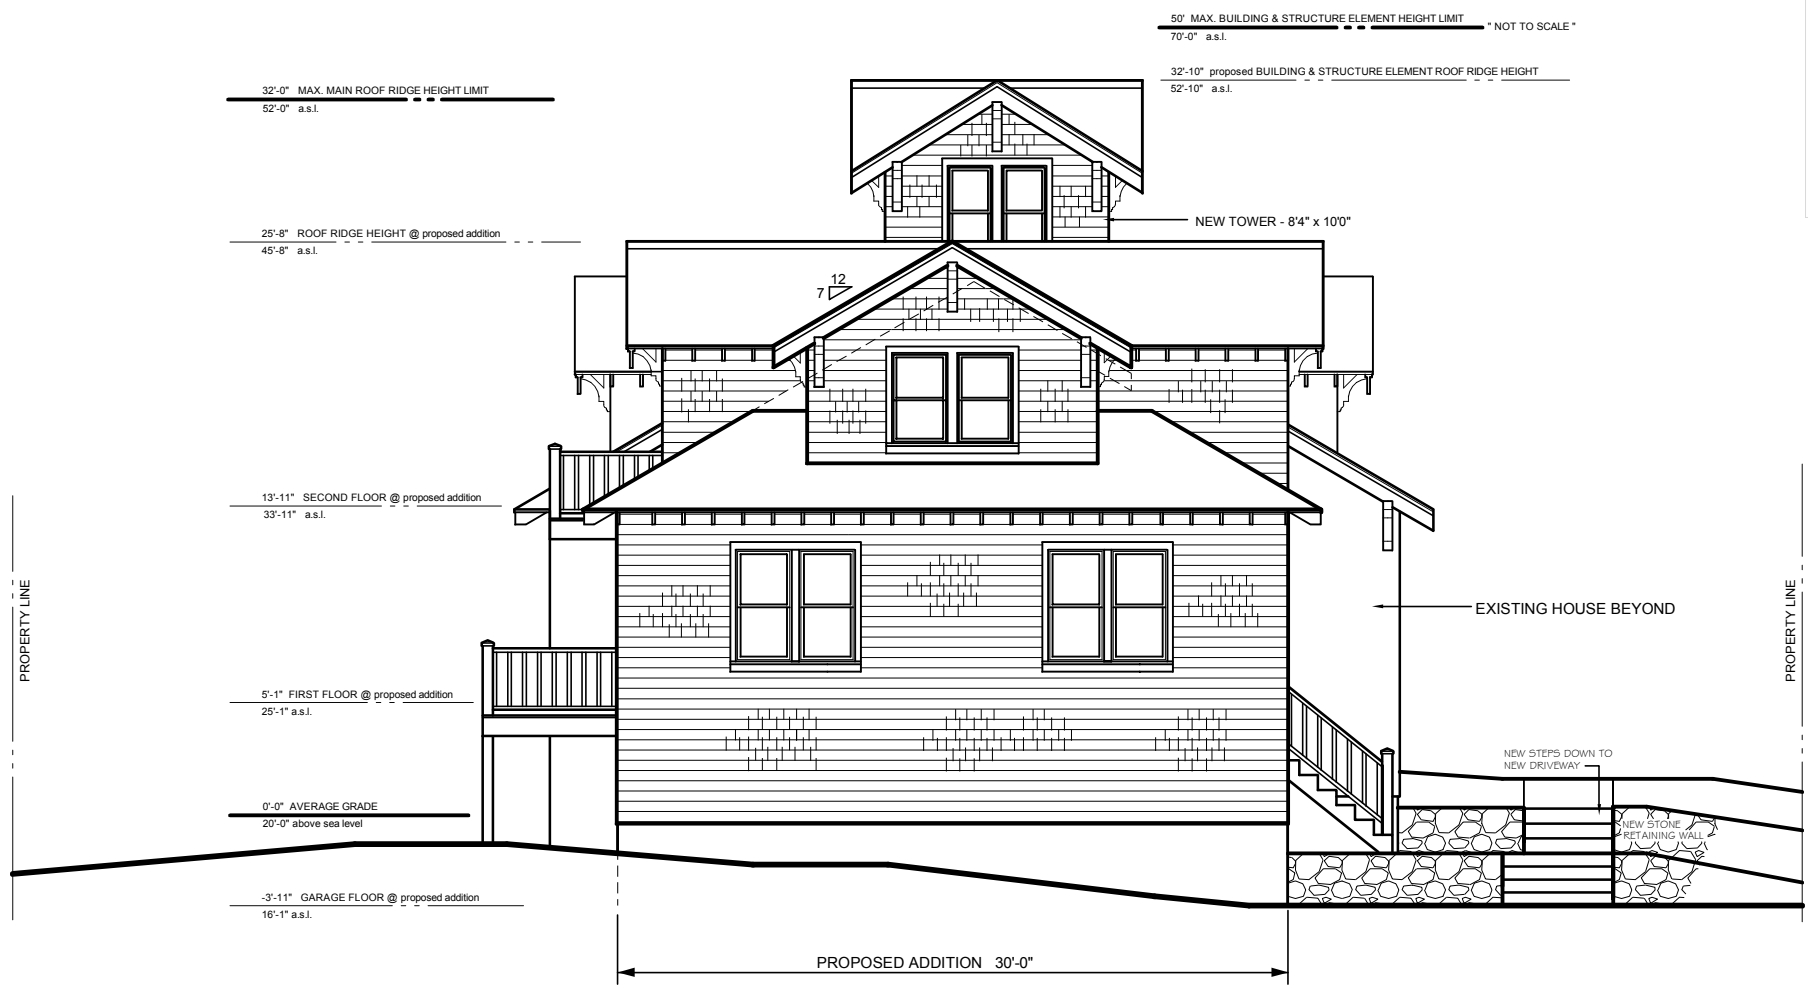 50' MAX. BUILDING & STRUCTURE ELEMENT HEIGHT LIMIT
" NOT TO SCALE "
70'-0" a.s.l.
32'-10" proposed BUILDING & STRUCTURE ELEMENT ROOF RIDGE HEIGHT
52'-10" a.s.l.
32'-0" MAX. MAIN ROOF RIDGE HEIGHT LIMIT
52'-0" a.s.l.
NEW TOWER - 8'4" x 10'0"
25'-8" ROOF RIDGE HEIGHT @ proposed addition
45'-8" a.s.l.
12
7
13'-11" SECOND FLOOR @ proposed addition
33'-11" a.s.l.
PROPERTY LINE
EXISTING HOUSE BEYOND
PROPERTY LINE
5'-1" FIRST FLOOR @ proposed addition
25'-1" a.s.l.
NEW STEPS DOWN TO
NEW DRIVEWAY
0'-0" AVERAGE GRADE
20'-0" above sea level
NEW STONE
RETAINING WALL
-3'-11" GARAGE FLOOR @ proposed addition
16'-1" a.s.l.
PROPOSED ADDITION 30'-0"